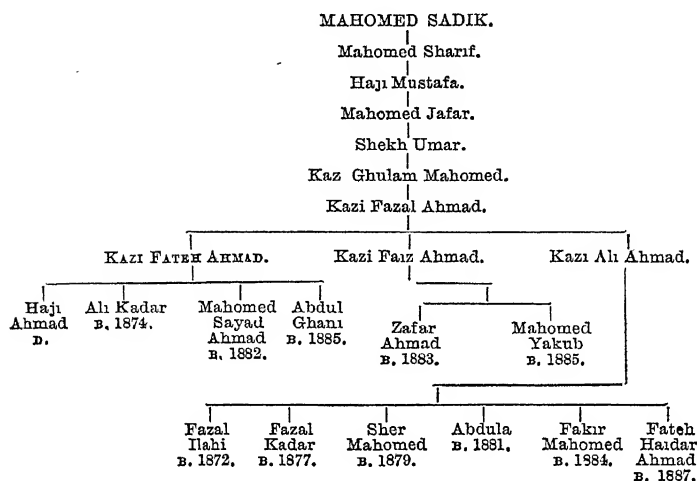 MAHOMED SADIK.
Mahomed Sharif.
Haji Mustafa.
Mahomed Jafar.
Shekh Umar.
Kaz Ghulam Mahomed.
Kazi Fazal Ahmad.
KAZI FATEH AHMAD. Kazi Faiz Ahmad. Kazi Ali Ahmad.
Haji Ali Kadar Mahomed Abdul
Ahmad B. 1874. Sayad Ghani
D. Ahmad B. 1885.
B. 1882.
Zafar Mahomed
Ahmad Yakub
B. 1883. B. 1885.
Fazal Fazal Sher Abdula Fakir Fateh
Ilahi Kadar Mahomed B. 1881. Mahomed Haidar
B. 1872. B. 1877. B. 1879. B. 1884. Ahmad
B. 1887.